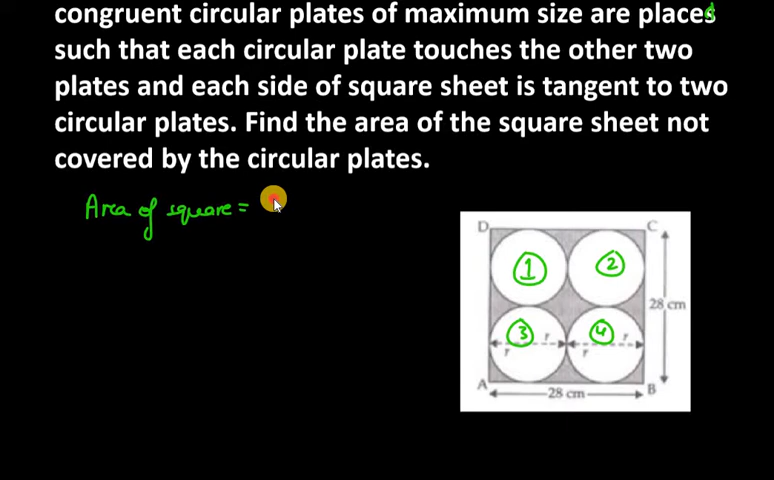 congruent circular plates of maximum size are placed
such that each circular plate touches the other two
plates and each side of square sheet is tangent to two
circular plates. Find the area of the square sheet not
covered by the circular plates.
Area of square =
D C
1 2
28 cm
3 r 4 r
r r
A B
28 cm